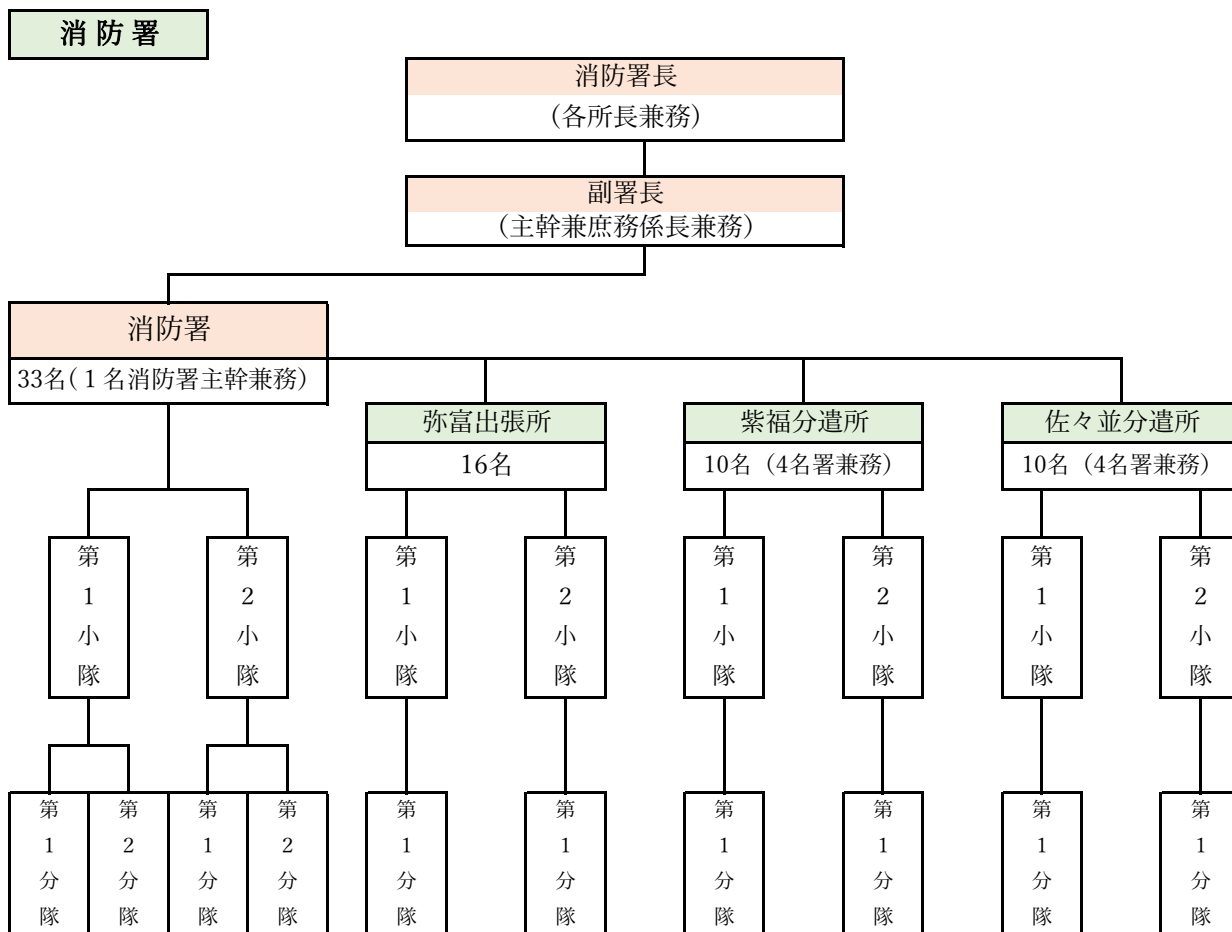 消防署
消防署長
(各所長兼務)
副署長
(主幹兼庶務係長兼務)
消防署
33名(１名消防署主幹兼務)
弥富出張所
16名
紫福分遣所
10名（4名署兼務）
佐々並分遣所
10名（4名署兼務）
第1小隊
第2小隊
第1小隊
第2小隊
第1小隊
第2小隊
第1小隊
第2小隊
第1分隊
第2分隊
第1分隊
第2分隊
第1分隊
第1分隊
第1分隊
第1分隊
第1分隊
第1分隊